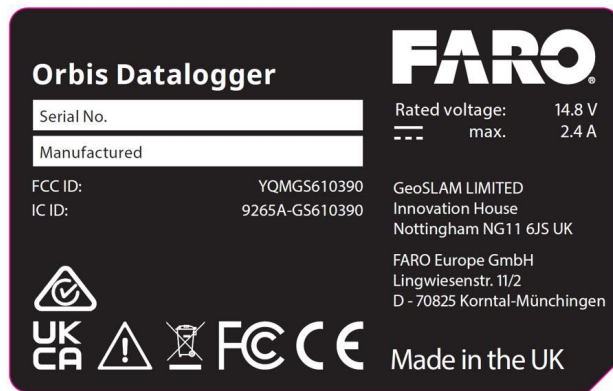 Orbis Datalogger
Serial No.
Manufactured
FCC ID: YQMGS610390
IC ID: 9265A-GS610390
UK
CA
FC CE
FARO®
Rated voltage: 14.8 V
max. 2.4 A
GeoSLAM LIMITED
Innovation House
Nottingham NG11 6JS UK
FARO Europe GmbH
Lingwiesenstr. 11/2
D - 70825 Korntal-Münchingen
Made in the UK